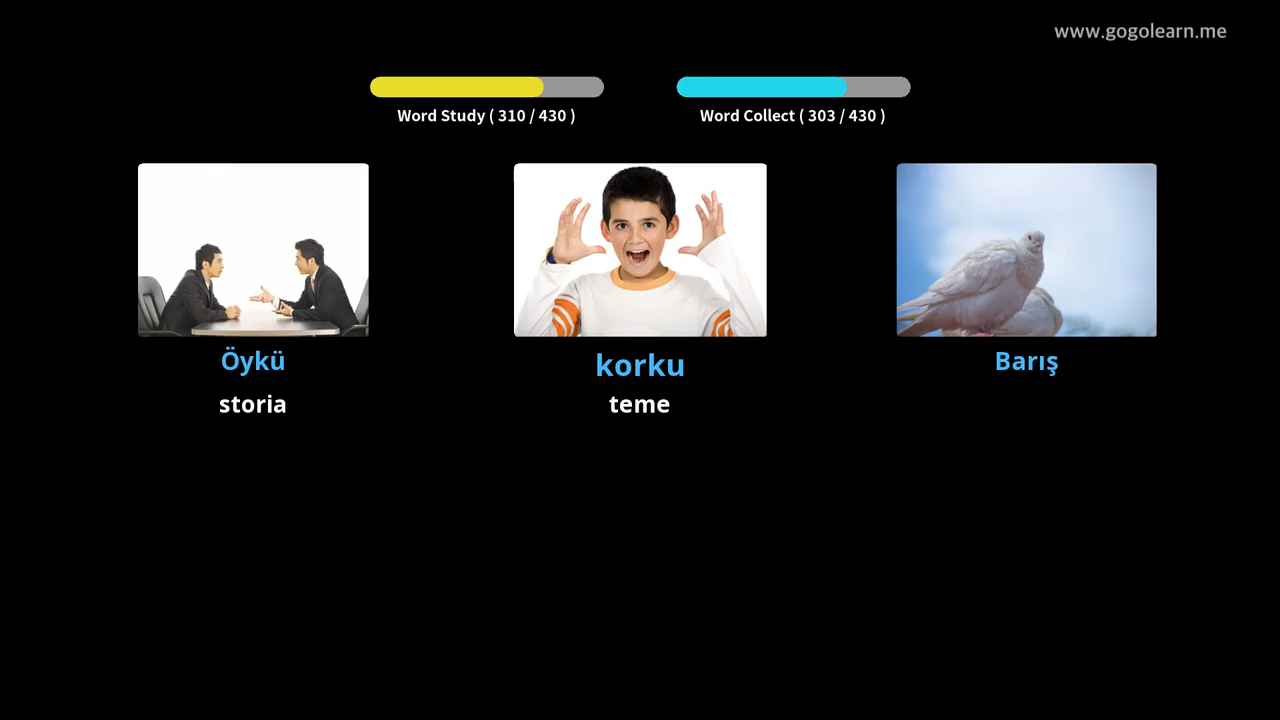 www.gogolearn.me
Word Study ( 310 / 430 )
Word Collect ( 303 / 430 )
Öykü
korku
Barış
storia
teme